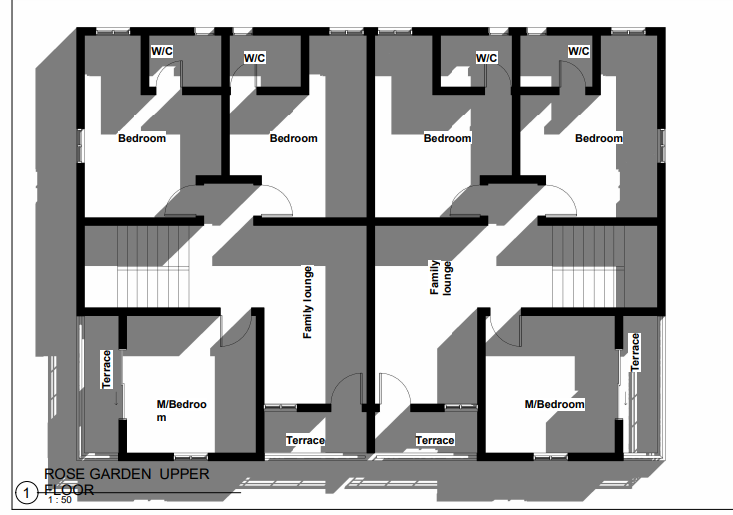 W/C
W/C
W/C
W/C
Bedroom
Bedroom
Bedroom
Bedroom
Family lounge
Family
lounge
Terrace
M/Bedroo
m
M/Bedroom
Terrace
Terrace
Terrace
ROSE GARDEN UPPER
FLOOR
1
1 : 50